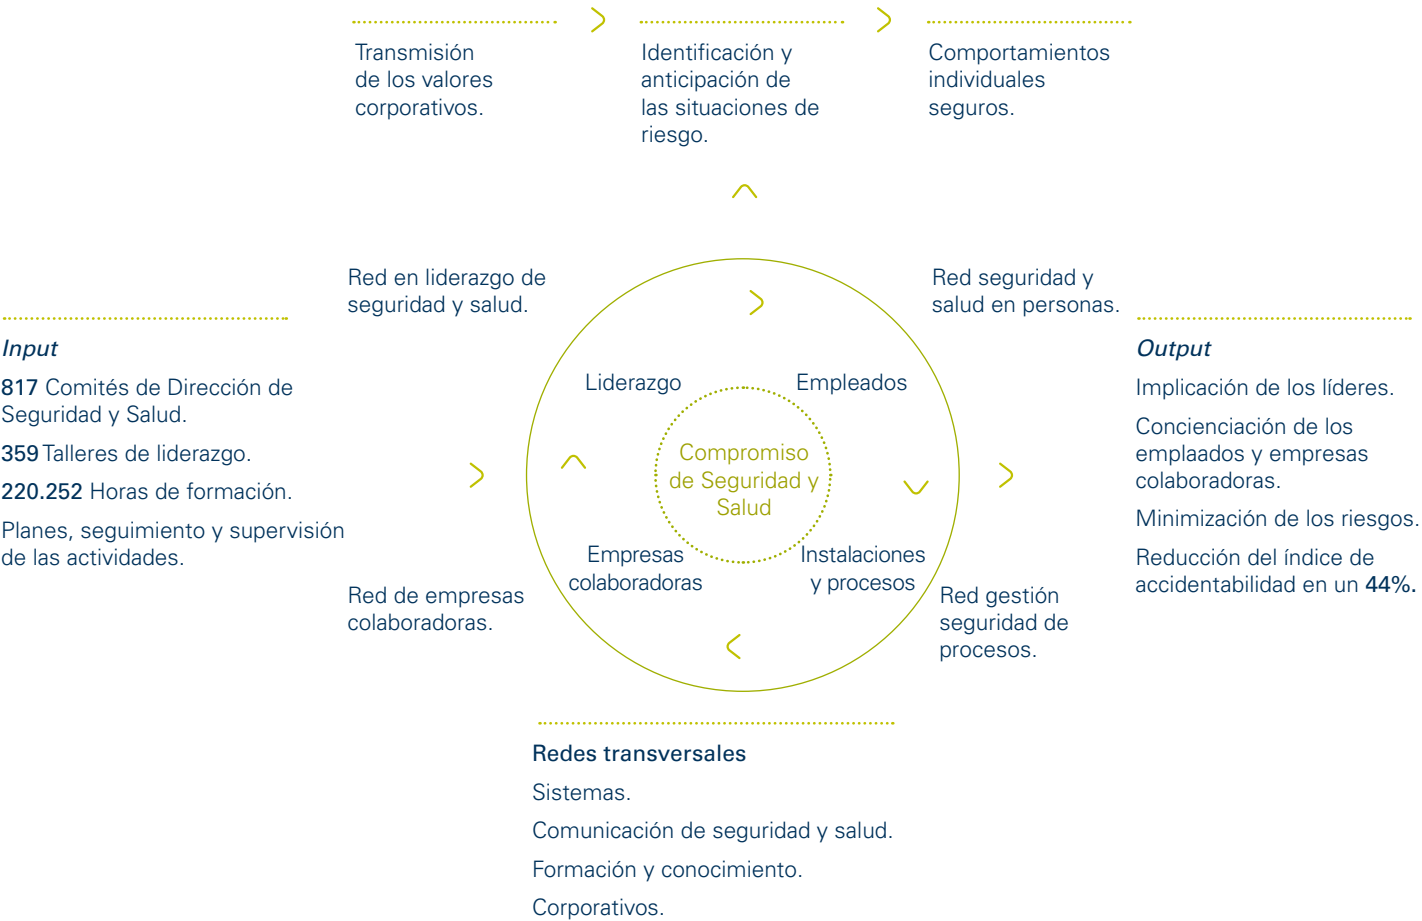 Transmisión
de los valores
corporativos.
Identificación y
anticipación de
las situaciones de
riesgo.
Comportamientos
individuales
seguros.
Red en liderazgo de
seguridad y salud.
Red seguridad y
salud en personas.
Input
817 Comités de Dirección de
Seguridad y Salud.
359 Talleres de liderazgo.
220.252 Horas de formación.
Planes, seguimiento y supervisión
de las actividades.
Liderazgo
Empleados
Compromiso
de Seguridad y
Salud
Empresas
colaboradoras
Instalaciones
y procesos
Output
Implicación de los líderes.
Concienciación de los
emplaados y empresas
colaboradoras.
Minimización de los riesgos.
Reducción del índice de
accidentabilidad en un 44%.
Red de empresas
colaboradoras.
Red gestión
seguridad de
procesos.
Redes transversales
Sistemas.
Comunicación de seguridad y salud.
Formación y conocimiento.
Corporativos.